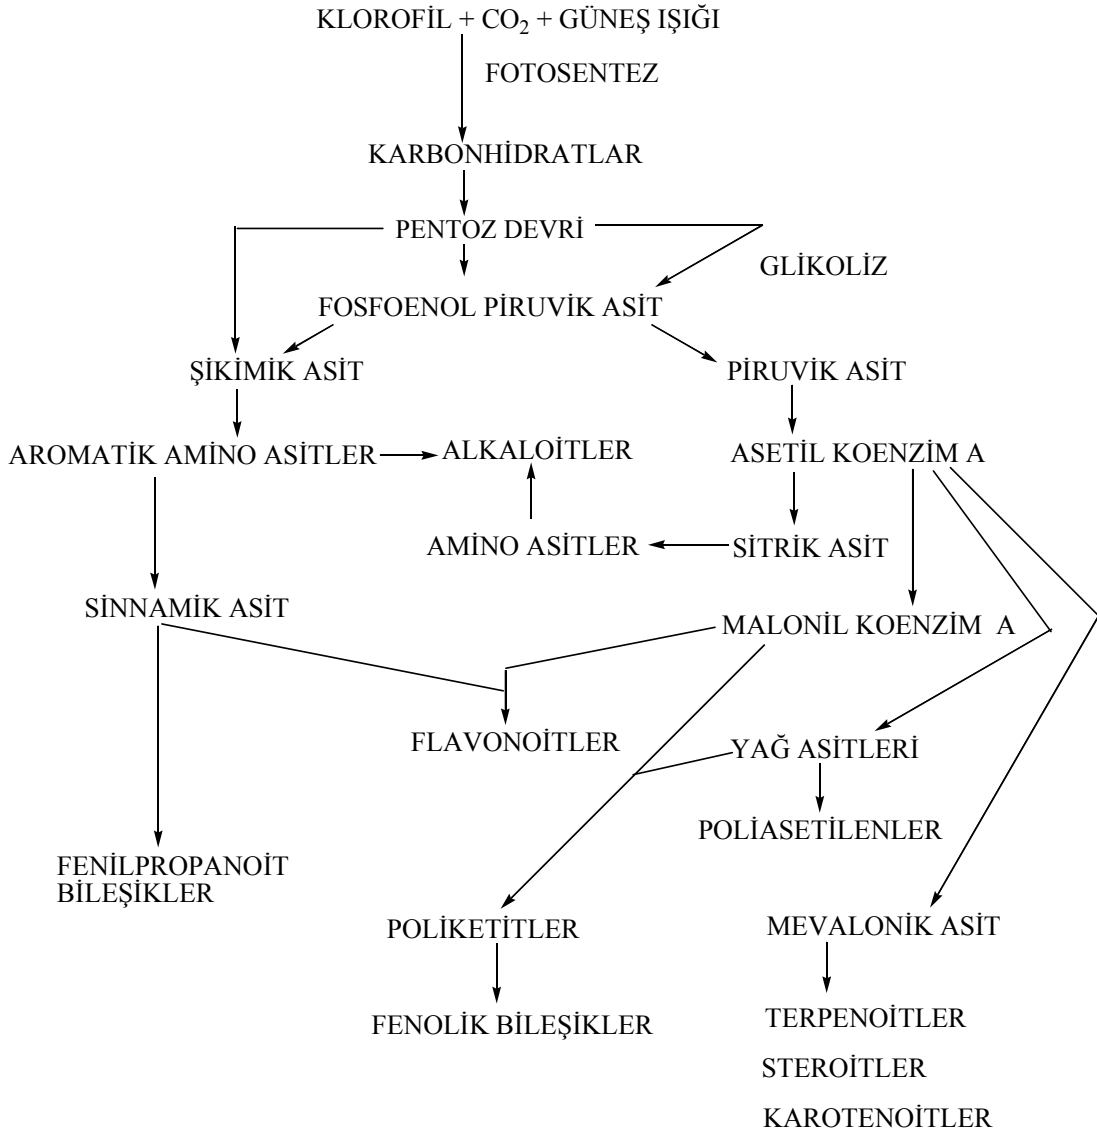 KLOROFİL + CO₂ + GÜNEŞ IŞIĞI
FOTOSENTEZ
KARBONHİDRATLAR
PENTOZ DEVRİ
GLİKOLİZ
FOSFOENOL PİRUVİK ASİT
ŞİKİMİK ASİT
PİRUVİK ASİT
AROMATİK AMİNO ASİTLER
ALKALOİTLER
ASETİL KOENZİM A
AMİNO ASİTLER
SİTRİK ASİT
SİNNAMİK ASİT
MALONİL KOENZİM A
FLAVONOİTLER
YAĞ ASİTLERİ
POLİASETİLENLER
FENİLPROPANOİT
BİLEŞİKLER
POLİKETİTLER
MEVALONİK ASİT
FENOLİK BİLEŞİKLER
TERPENOİTLER
STEROİTLER
KAROTENOİTLER